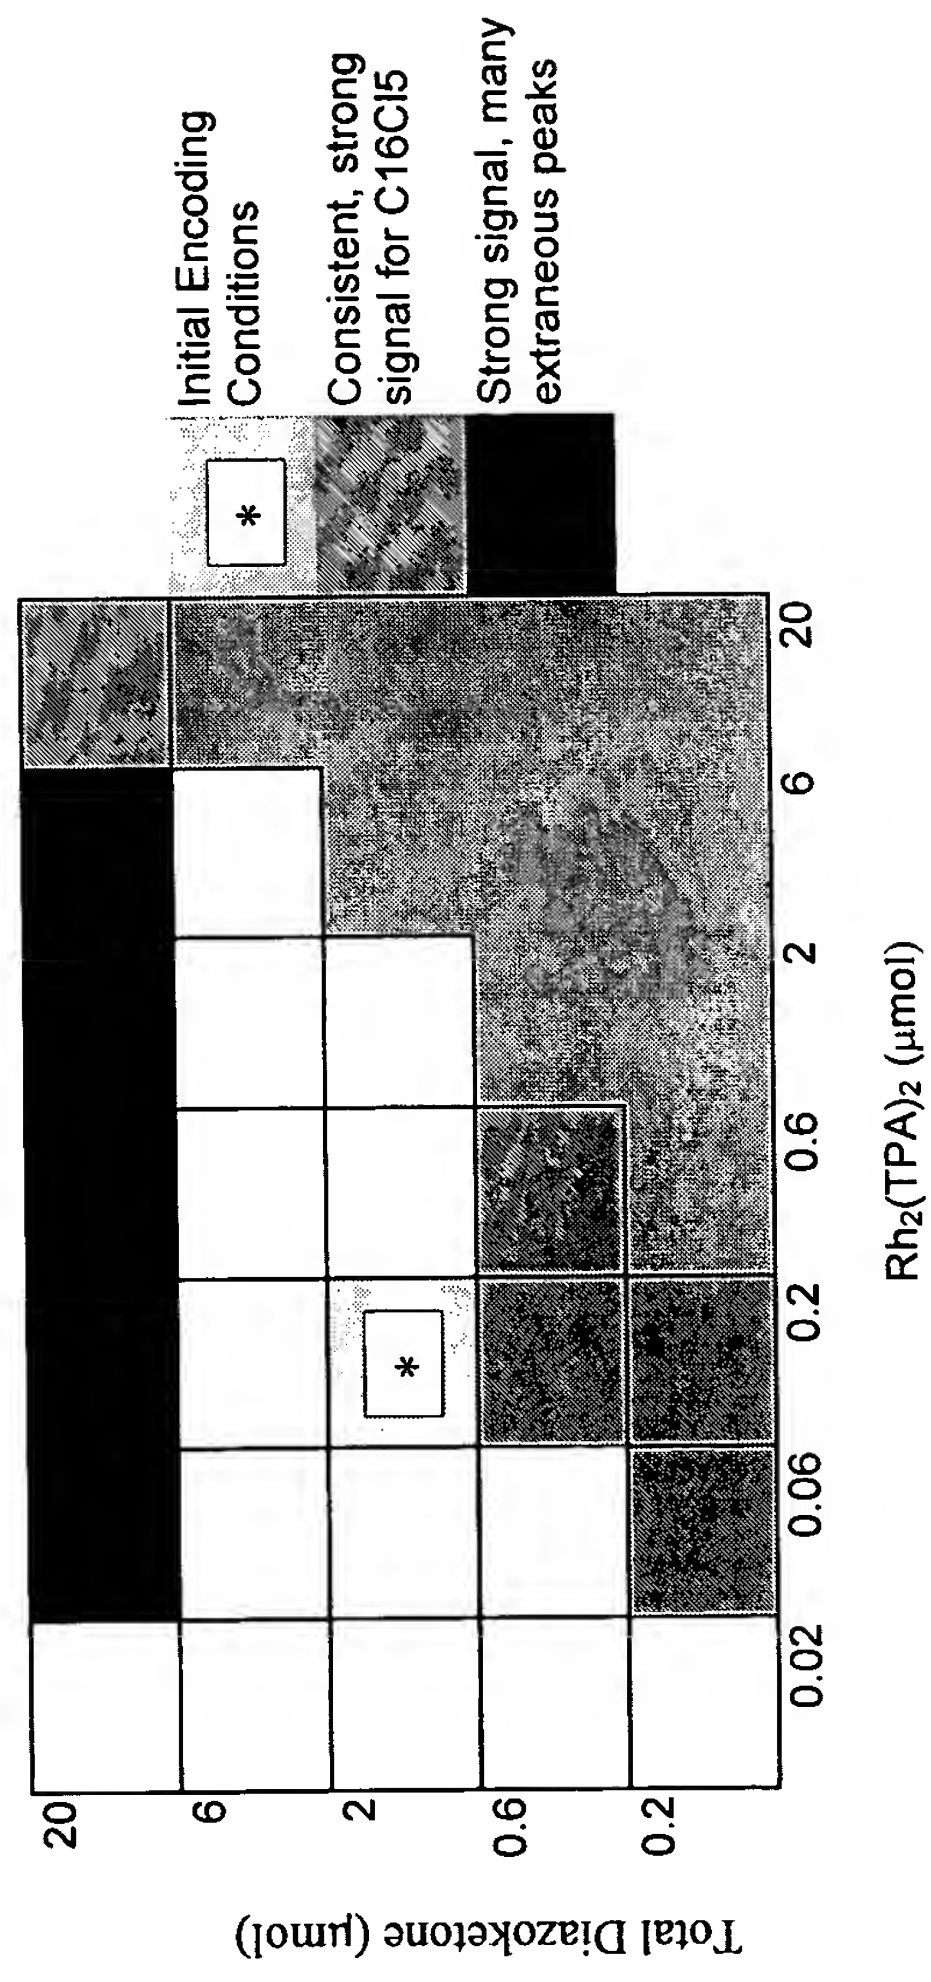 Total Diazoketone (μmol)
20
6
2
0.6
0.2
*
0.02
0.06
0.2
0.6
2
6
20
Rh₂(TPA)₂ (μmol)
*
Initial Encoding
Conditions
Consistent, strong
signal for C16Cl5
Strong signal, many
extraneous peaks